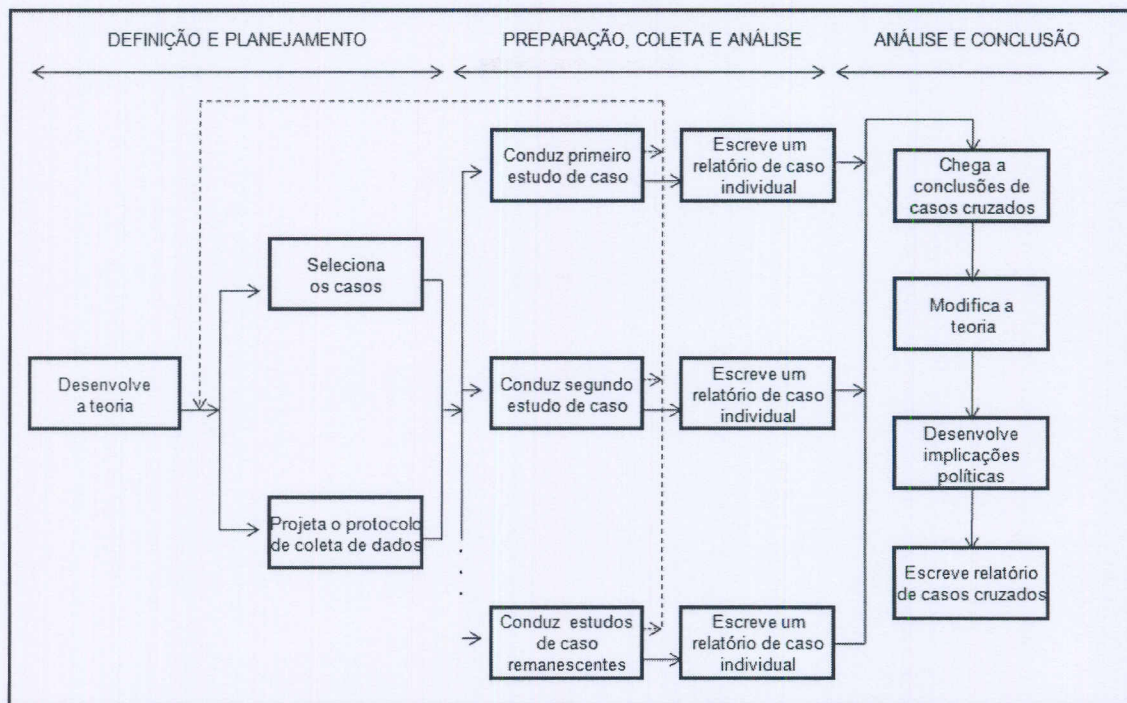 DEFINIÇÃO E PLANEJAMENTO
PREPARAÇÃO, COLETA E ANÁLISE
ANÁLISE E CONCLUSÃO
Desenvolve
a teoria
Seleciona
os casos
Projeta o protocolo
de coleta de dados
Conduz primeiro
estudo de caso
Escreve um
relatório de caso
individual
Conduz segundo
estudo de caso
Escreve um
relatório de caso
individual
Conduz estudos
de caso
remanescentes
Escreve um
relatório de caso
individual
Chega a
conclusões de
casos cruzados
Modifica a
teoria
Desenvolve
implicações
políticas
Escreve relatório
de casos cruzados